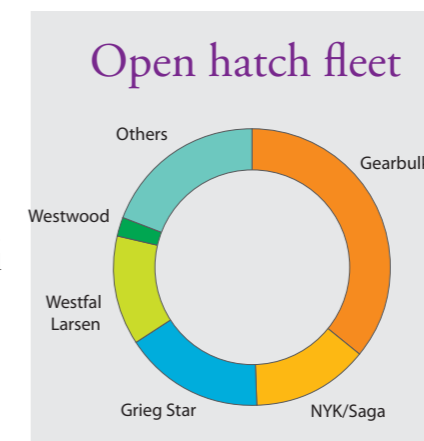 Open hatch fleet
Others
Gearbull
Westwood
Westfal
Larsen
Grieg Star
NYK/Saga